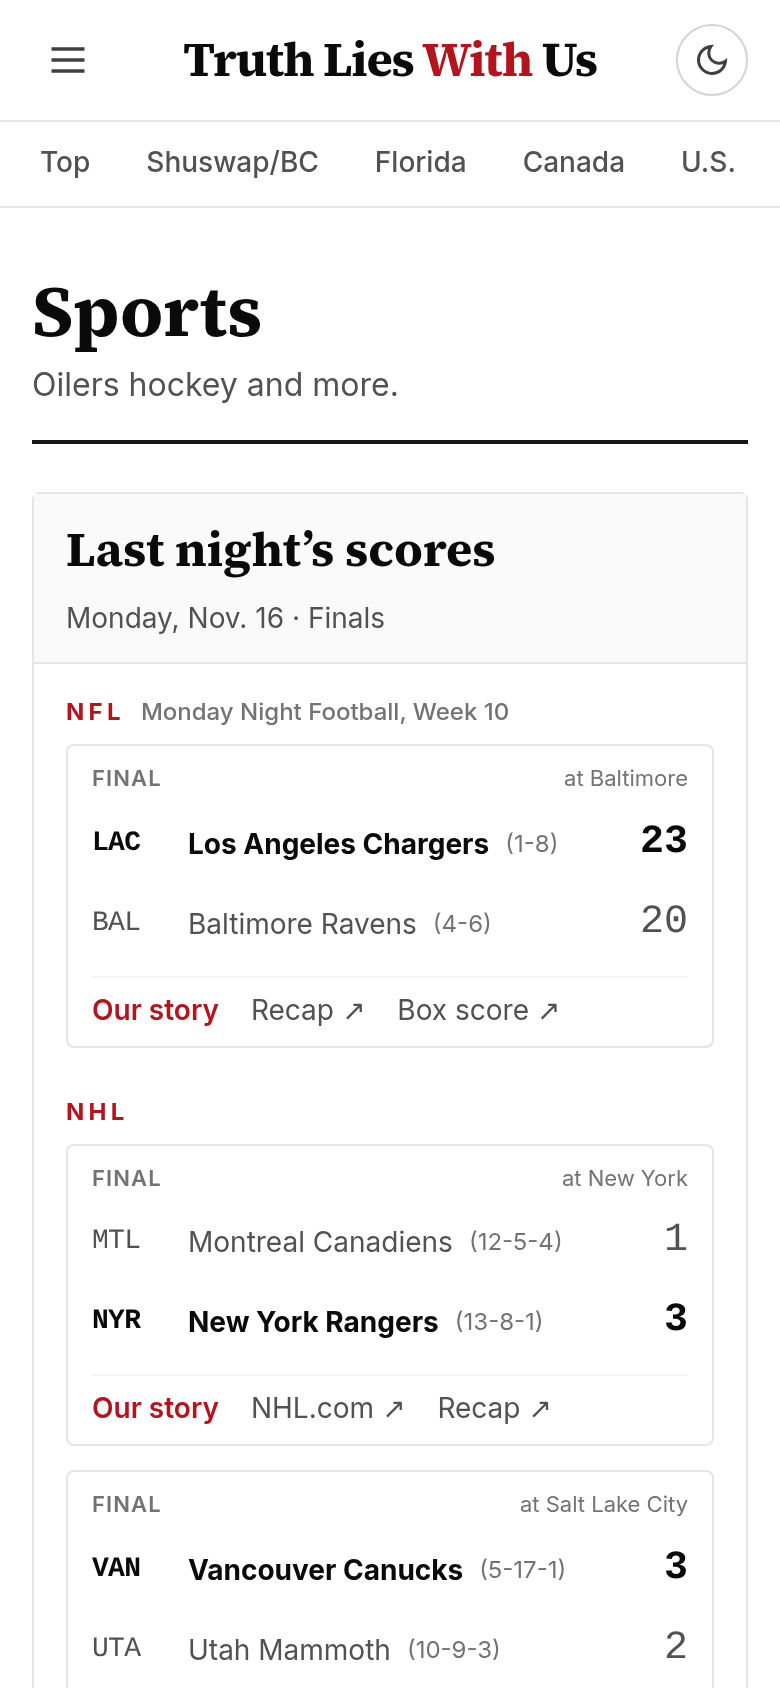 Truth Lies With Us
Top Shuswap/BC Florida Canada U.S.
Sports
Oilers hockey and more.
Last night’s scores
Monday, Nov. 16 · Finals
NFL Monday Night Football, Week 10
FINAL at Baltimore
LAC Los Angeles Chargers (1-8) 23
BAL Baltimore Ravens (4-6) 20
Our story Recap ↗ Box score ↗
NHL
FINAL at New York
MTL Montreal Canadiens (12-5-4) 1
NYR New York Rangers (13-8-1) 3
Our story NHL.com ↗ Recap ↗
FINAL at Salt Lake City
VAN Vancouver Canucks (5-17-1) 3
UTA Utah Mammoth (10-9-3) 2